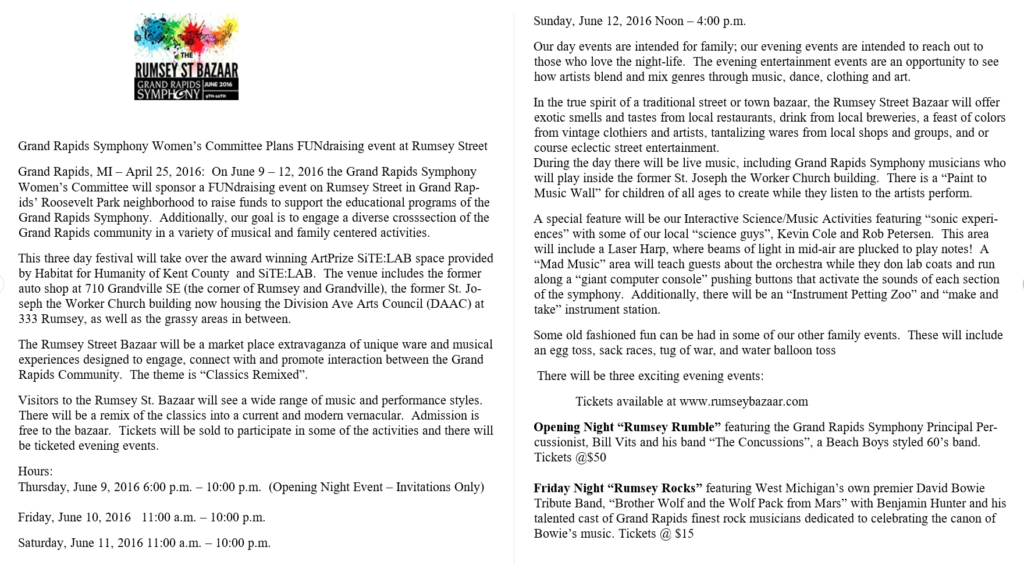 THE
RUMSEY ST BAZAAR
GRAND RAPIDS
SYMPHONY
JUNE 2016
9TH-12TH
Grand Rapids Symphony Women's Committee Plans FUNdraising event at Rumsey Street
Grand Rapids, MI – April 25, 2016:  On June 9 – 12, 2016 the Grand Rapids Symphony
Women's Committee will sponsor a FUNdraising event on Rumsey Street in Grand Rap-
ids' Roosevelt Park neighborhood to raise funds to support the educational programs of the
Grand Rapids Symphony.  Additionally, our goal is to engage a diverse crosssection of the
Grand Rapids community in a variety of musical and family centered activities.
This three day festival will take over the award winning ArtPrize SiTE:LAB space provided
by Habitat for Humanity of Kent County  and SiTE:LAB.  The venue includes the former
auto shop at 710 Grandville SE (the corner of Rumsey and Grandville), the former St. Jo-
seph the Worker Church building now housing the Division Ave Arts Council (DAAC) at
333 Rumsey, as well as the grassy areas in between.
The Rumsey Street Bazaar will be a market place extravaganza of unique ware and musical
experiences designed to engage, connect with and promote interaction between the Grand
Rapids Community.  The theme is “Classics Remixed”.
Visitors to the Rumsey St. Bazaar will see a wide range of music and performance styles.
There will be a remix of the classics into a current and modern vernacular.  Admission is
free to the bazaar.  Tickets will be sold to participate in some of the activities and there will
be ticketed evening events.
Hours:
Thursday, June 9, 2016 6:00 p.m. – 10:00 p.m.  (Opening Night Event – Invitations Only)
Friday, June 10, 2016   11:00 a.m. – 10:00 p.m.
Saturday, June 11, 2016 11:00 a.m. – 10:00 p.m.
Sunday, June 12, 2016 Noon – 4:00 p.m.
Our day events are intended for family; our evening events are intended to reach out to
those who love the night-life.  The evening entertainment events are an opportunity to see
how artists blend and mix genres through music, dance, clothing and art.
In the true spirit of a traditional street or town bazaar, the Rumsey Street Bazaar will offer
exotic smells and tastes from local restaurants, drink from local breweries, a feast of colors
from vintage clothiers and artists, tantalizing wares from local shops and groups, and or
course eclectic street entertainment.
During the day there will be live music, including Grand Rapids Symphony musicians who
will play inside the former St. Joseph the Worker Church building.  There is a “Paint to
Music Wall” for children of all ages to create while they listen to the artists perform.
A special feature will be our Interactive Science/Music Activities featuring “sonic experi-
ences” with some of our local “science guys”, Kevin Cole and Rob Petersen.  This area
will include a Laser Harp, where beams of light in mid-air are plucked to play notes!  A
“Mad Music” area will teach guests about the orchestra while they don lab coats and run
along a “giant computer console” pushing buttons that activate the sounds of each section
of the symphony.  Additionally, there will be an “Instrument Petting Zoo” and “make and
take” instrument station.
Some old fashioned fun can be had in some of our other family events.  These will include
an egg toss, sack races, tug of war, and water balloon toss
There will be three exciting evening events:
Tickets available at www.rumseybazaar.com
Opening Night “Rumsey Rumble” featuring the Grand Rapids Symphony Principal Per-
cussionist, Bill Vits and his band “The Concussions”, a Beach Boys styled 60's band.
Tickets @$50
Friday Night “Rumsey Rocks” featuring West Michigan's own premier David Bowie
Tribute Band, “Brother Wolf and the Wolf Pack from Mars” with Benjamin Hunter and his
talented cast of Grand Rapids finest rock musicians dedicated to celebrating the canon of
Bowie's music. Tickets @ $15